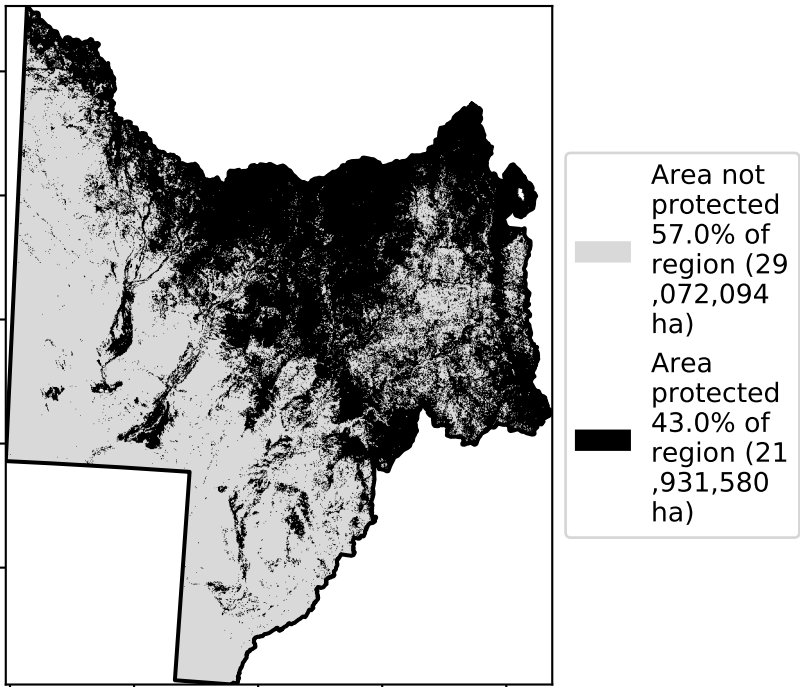 Area not
protected
57.0% of
region (29
,072,094
ha)
Area
protected
43.0% of
region (21
,931,580
ha)